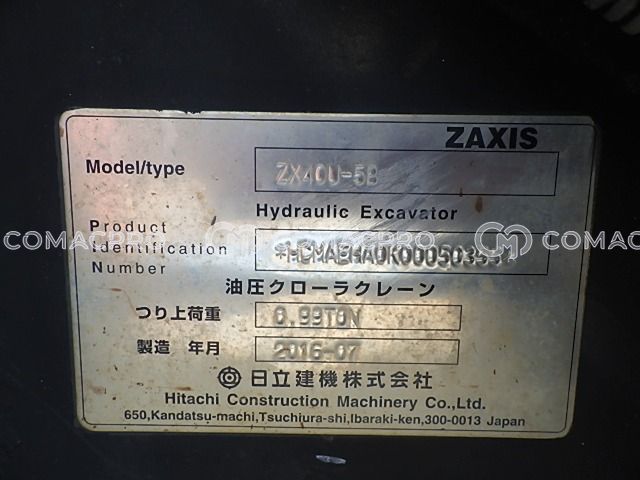 ZAXIS
Model/type ZX40U-5B
Hydraulic Excavator
Product
Identification
Number
油圧クローラクレーン
つり上荷重 0.99TON
製造 年月 2016-07
日立建機株式会社
Hitachi Construction Machinery Co.,Ltd.
650,Kandatsu-machi,Tsuchiura-shi,Ibaraki-ken,300-0013 Japan
COMACPRO
COMACPRO